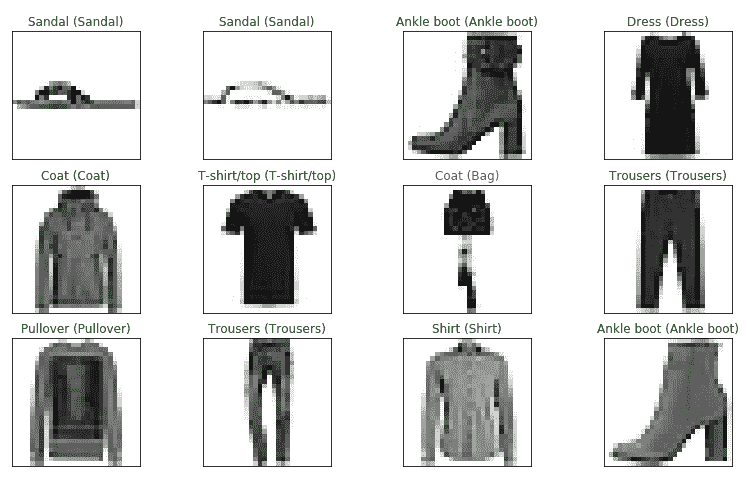 Sandal (Sandal)
Sandal (Sandal)
Ankle boot (Ankle boot)
Dress (Dress)
Coat (Coat)
T-shirt/top (T-shirt/top)
Coat (Bag)
Trousers (Trousers)
Pullover (Pullover)
Trousers (Trousers)
Shirt (Shirt)
Ankle boot (Ankle boot)